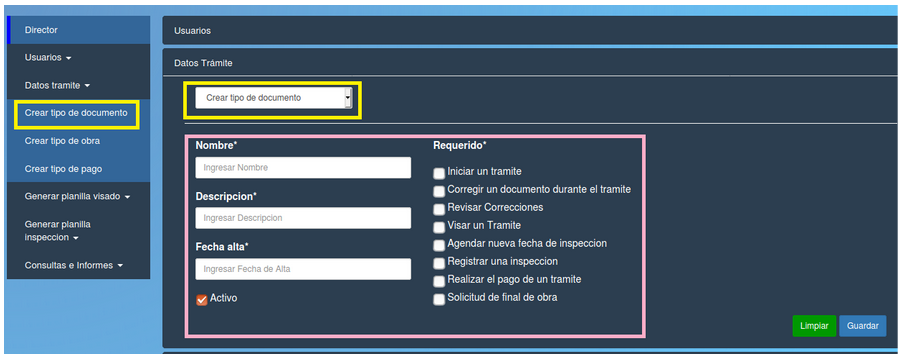 Director
Usuarios
Datos tramite
Crear tipo de documento
Crear tipo de obra
Crear tipo de pago
Generar planilla visado
Generar planilla
inspeccion
Consultas e Informes
Usuarios
Datos Trámite
Crear tipo de documento
Nombre*
Ingresar Nombre
Descripcion*
Ingresar Descripcion
Fecha alta*
Ingresar Fecha de Alta
Activo
Requerido*
Iniciar un tramite
Corregir un documento durante el tramite
Revisar Correcciones
Visar un Tramite
Agendar nueva fecha de inspeccion
Registrar una inspeccion
Realizar el pago de un tramite
Solicitud de final de obra
Limpiar
Guardar